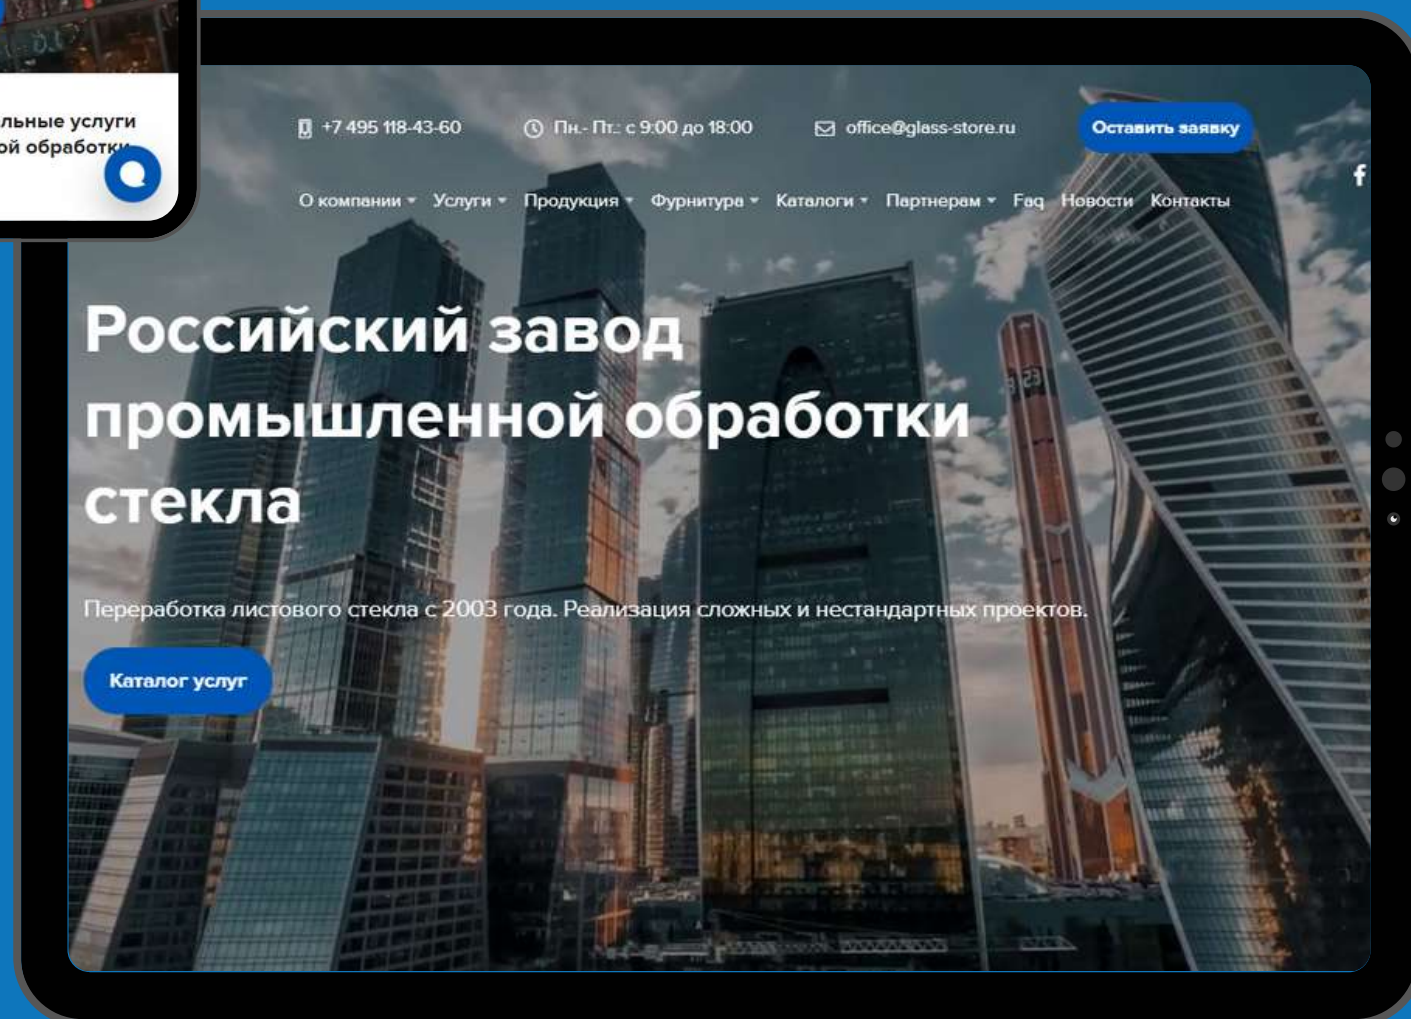 льные услуги
ой обработки
+7 495 118-43-60
Пн.- Пт.: с 9:00 до 18:00
office@glass-store.ru
Оставить заявку
О компании
Услуги
Продукция
Фурнитура
Каталоги
Партнерам
Faq
Новости
Контакты
Российский завод
промышленной обработки
стекла
Переработка листового стекла с 2003 года. Реализация сложных и нестандартных проектов.
Каталог услуг